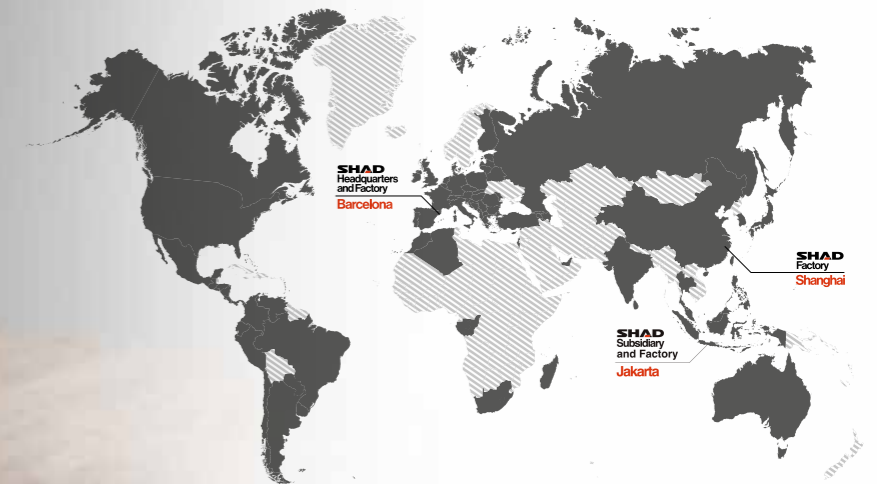 SHAD
Headquarters
and Factory
Barcelona
SHAD
Factory
Shanghai
SHAD
Subsidiary
and Factory
Jakarta